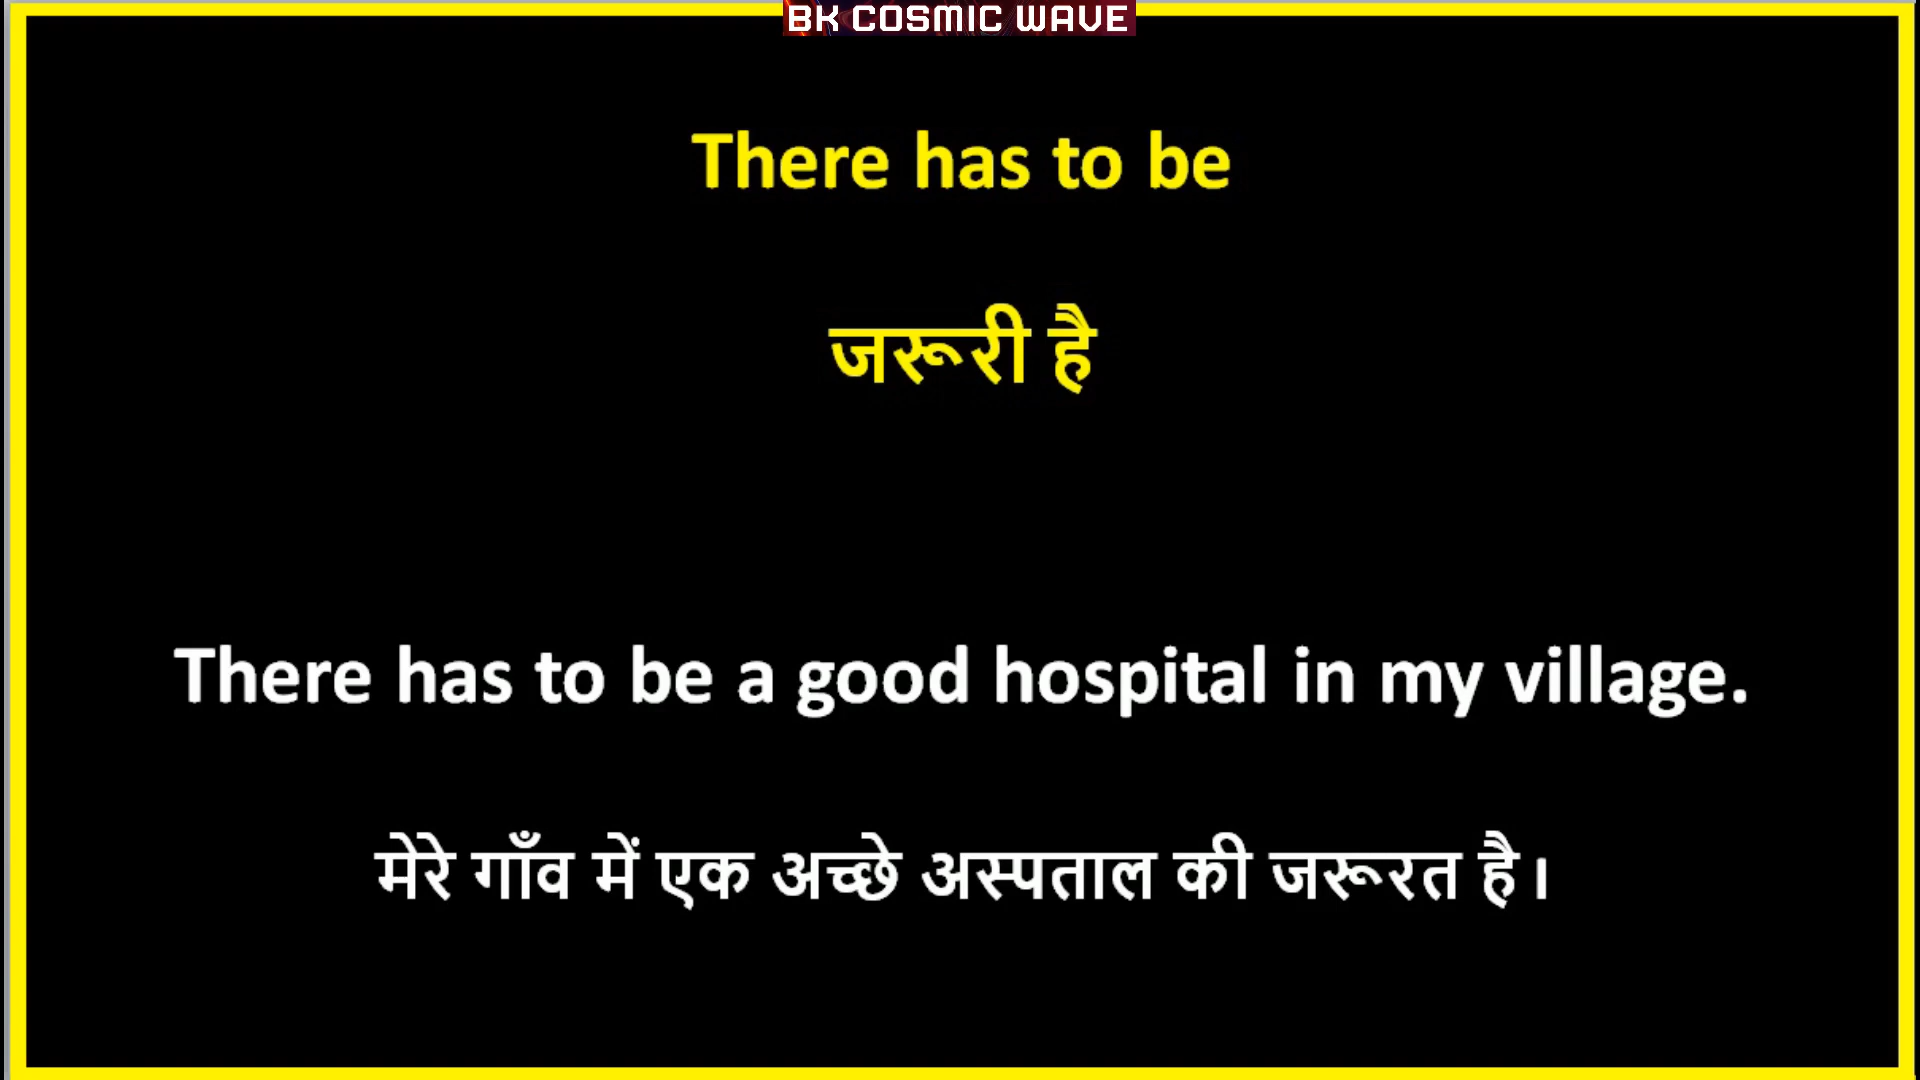 BK COSMIC WAVE
There has to be
जरूरी है
There has to be a good hospital in my village.
मेरे गाँव में एक अच्छे अस्पताल की जरूरत है।